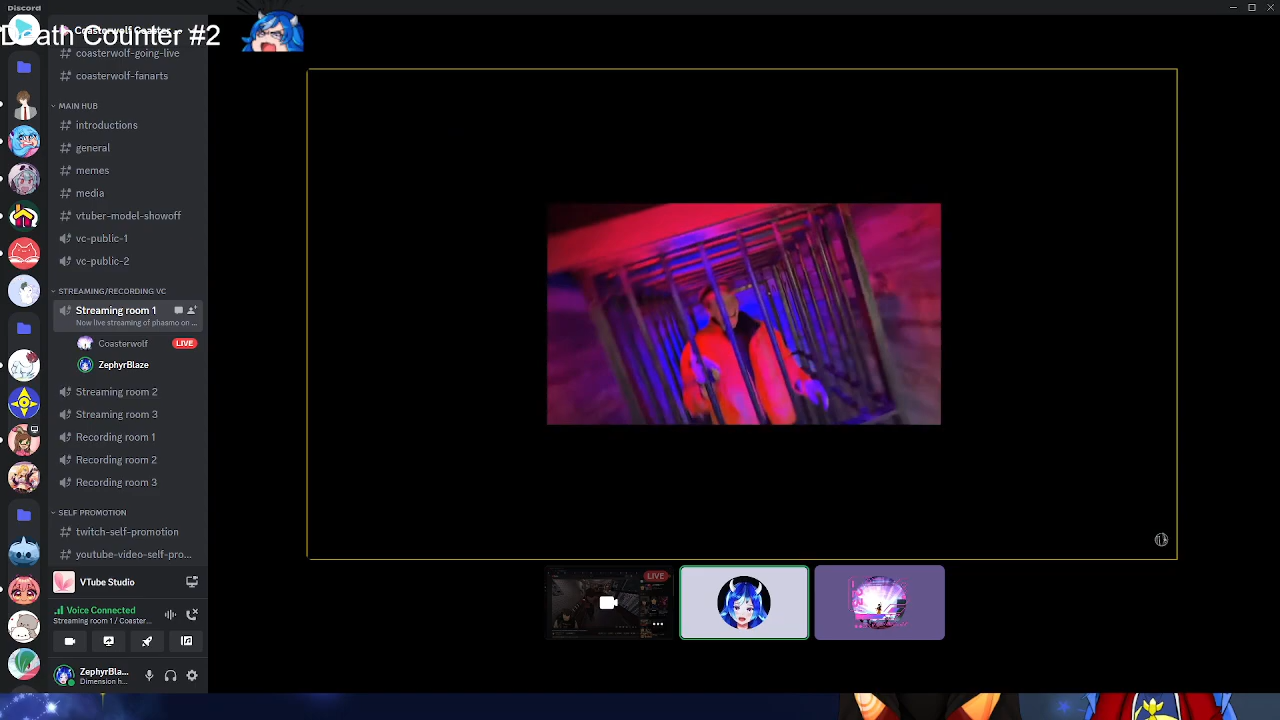 Discord
Death Counter #2
coasterwolf-going-live
coasterwolf-fanarts
MAIN HUB
introductions
general
memes
media
vtuber-model-showoff
vc-public-1
vc-public-2
STREAMING/RECORDING VC
Streaming room 1
Now live streaming of phasmo on ...
Coasserwolf
LIVE
ZephyrBlaze
Streaming room 2
Streaming room 3
Recording room 1
Recording room 2
Recording room 3
SELF PROMOTION
twitch-self-promotion
youtube-video-self-pro...
VTube Studio
Voice Connected
Streaming room 1 / Coaste...
ZephyrBla...
Dimension h...
LIVE